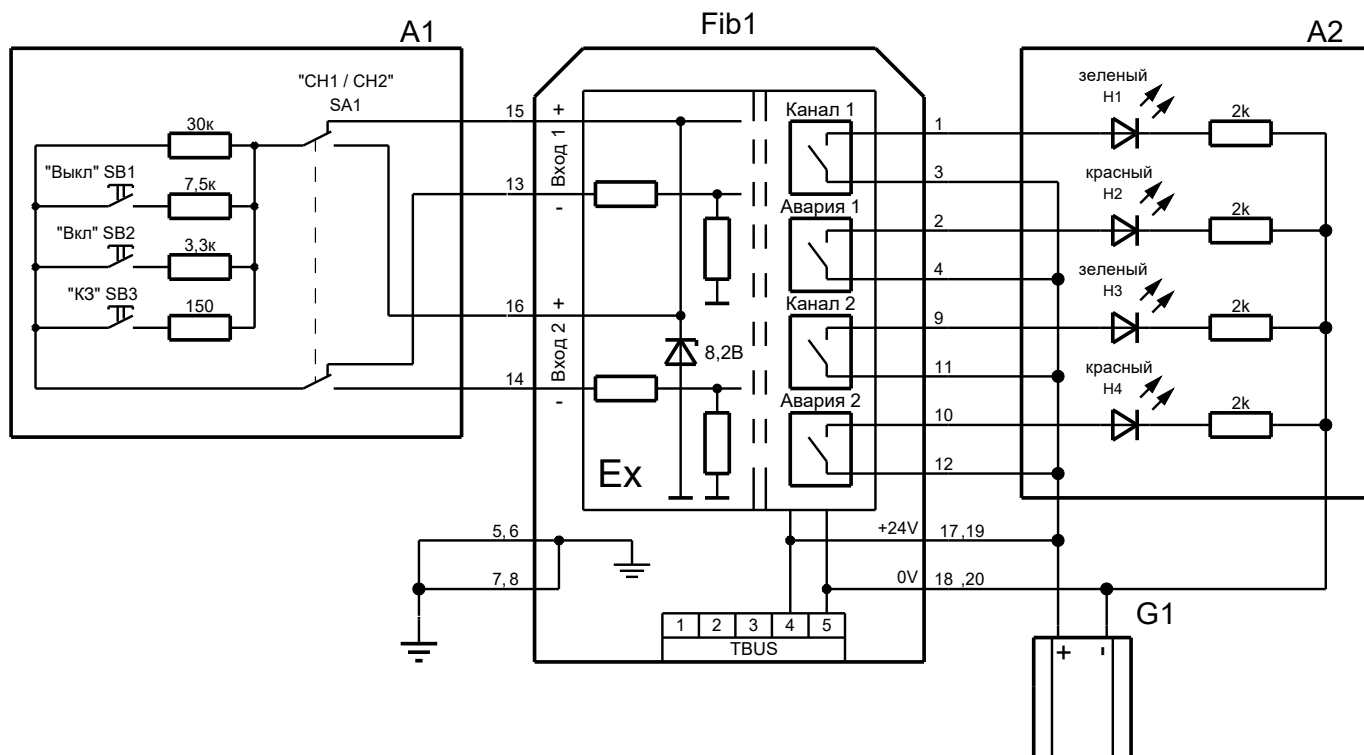 A1
Fib1
A2
"CH1 / CH2"
SA1
30к
"Выкл" SB1
7,5к
"Вкл" SB2
3,3к
"КЗ" SB3
150
15
+
Вход 1
13
-
16
+
Вход 2
14
-
8,2В
Ex
Канал 1
Авария 1
Канал 2
Авария 2
1
3
2
4
9
11
10
12
зеленый
H1
2k
красный
H2
2k
зеленый
H3
2k
красный
H4
2k
5, 6
7, 8
+24V
17 ,19
0V
18 ,20
1 2 3 4 5
TBUS
G1
+ -